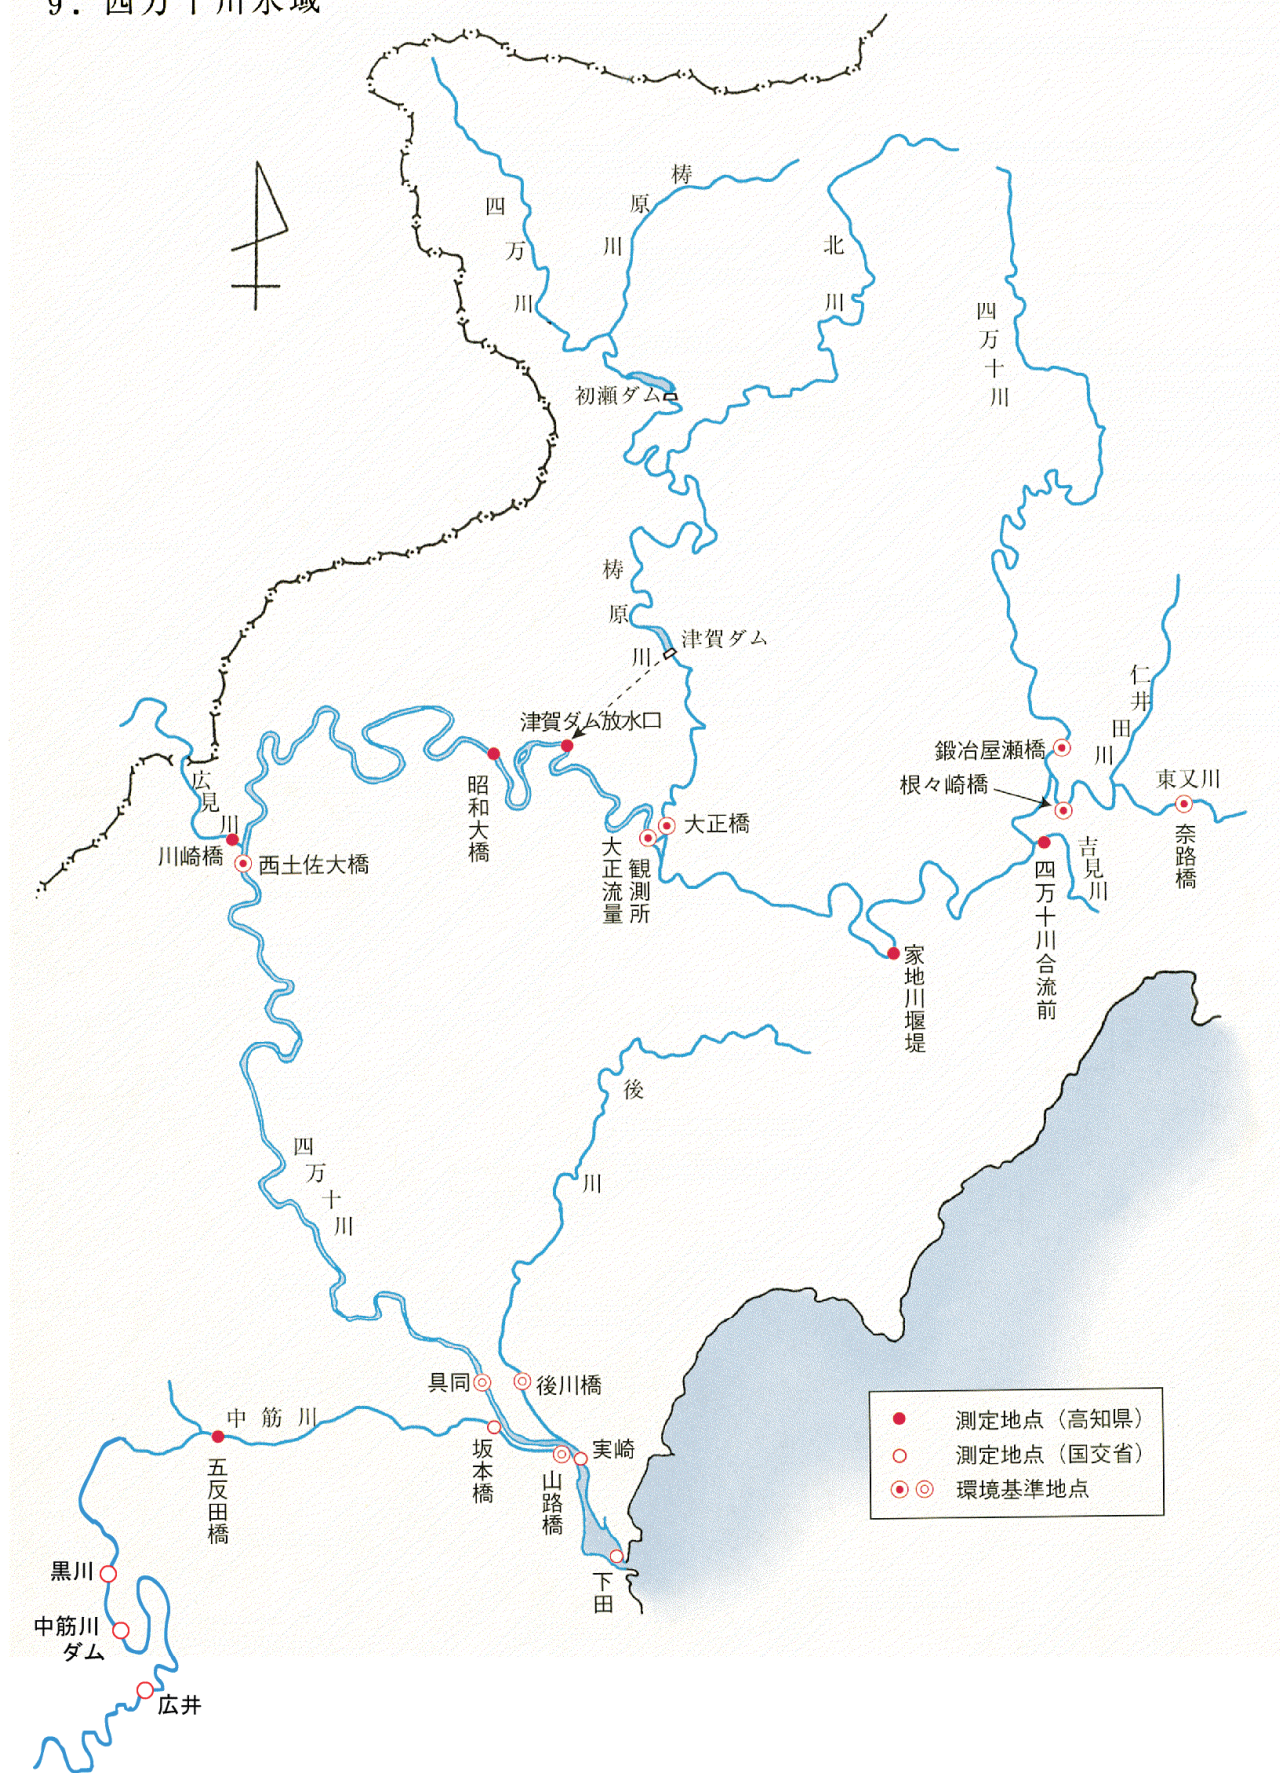 9. 四万十川水域
四万川
梼原川
北川
四万十川
初瀬ダム
梼原川
津賀ダム
仁井田川
津賀ダム放水口
鍛冶屋瀬橋
根々崎橋
東又川
広見川
昭和大橋
大正橋
川崎橋
西土佐大橋
大正流量
観測所
四万十川合流前
吉見川
奈路橋
家地川堰堤
後川
四万十川
具同
後川橋
中筋川
坂本橋
実崎
山路橋
五反田橋
測定地点（高知県）
測定地点（国交省）
環境基準地点
黒川
下田
中筋川
ダム
広井